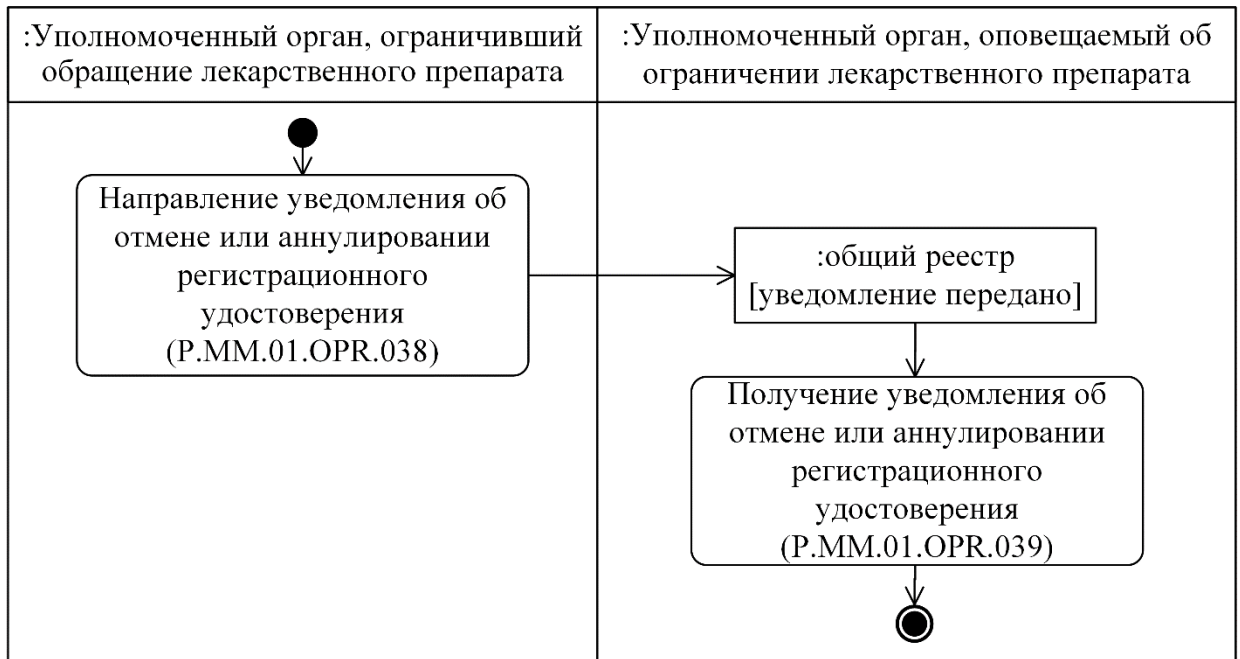 :Уполномоченный орган, ограничивший
обращение лекарственного препарата
:Уполномоченный орган, оповещаемый об
ограничении лекарственного препарата
Направление уведомления об
отмене или аннулировании
регистрационного
удостоверения
(P.MM.01.OPR.038)
:общий реестр
[уведомление передано]
Получение уведомления об
отмене или аннулировании
регистрационного
удостоверения
(P.MM.01.OPR.039)